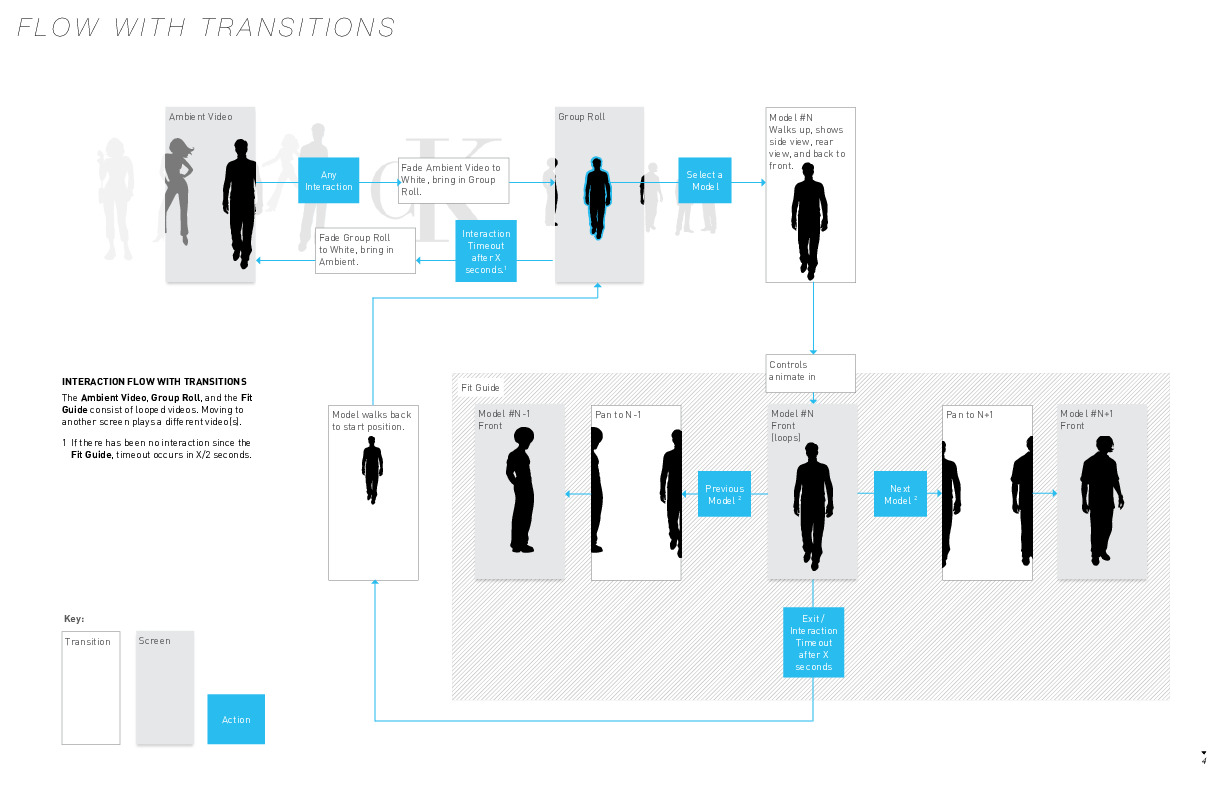 FLOW WITH TRANSITIONS
Ambient Video
Any
Interaction
cK
Fade Ambient Video to
White, bring in Group
Roll.
Group Roll
Select a
Model
Model #N
Walks up, shows
side view, rear
view, and back to
front.
Fade Group Roll
to White, bring in
Ambient.
Interaction
Timeout
after X
seconds.1
Controls
animate in
INTERACTION FLOW WITH TRANSITIONS
The Ambient Video, Group Roll, and the Fit
Guide consist of looped videos. Moving to
another screen plays a different video[s].
1 If there has been no interaction since the
Fit Guide, timeout occurs in X/2 seconds.
Model walks back
to start position.
Fit Guide
Model #N-1
Front
Pan to N-1
Previous
Model 2
Model #N
Front
[loops]
Next
Model 2
Pan to N+1
Model #N+1
Front
Exit /
Interaction
Timeout
after X
seconds
Key:
Transition
Screen
Action
4